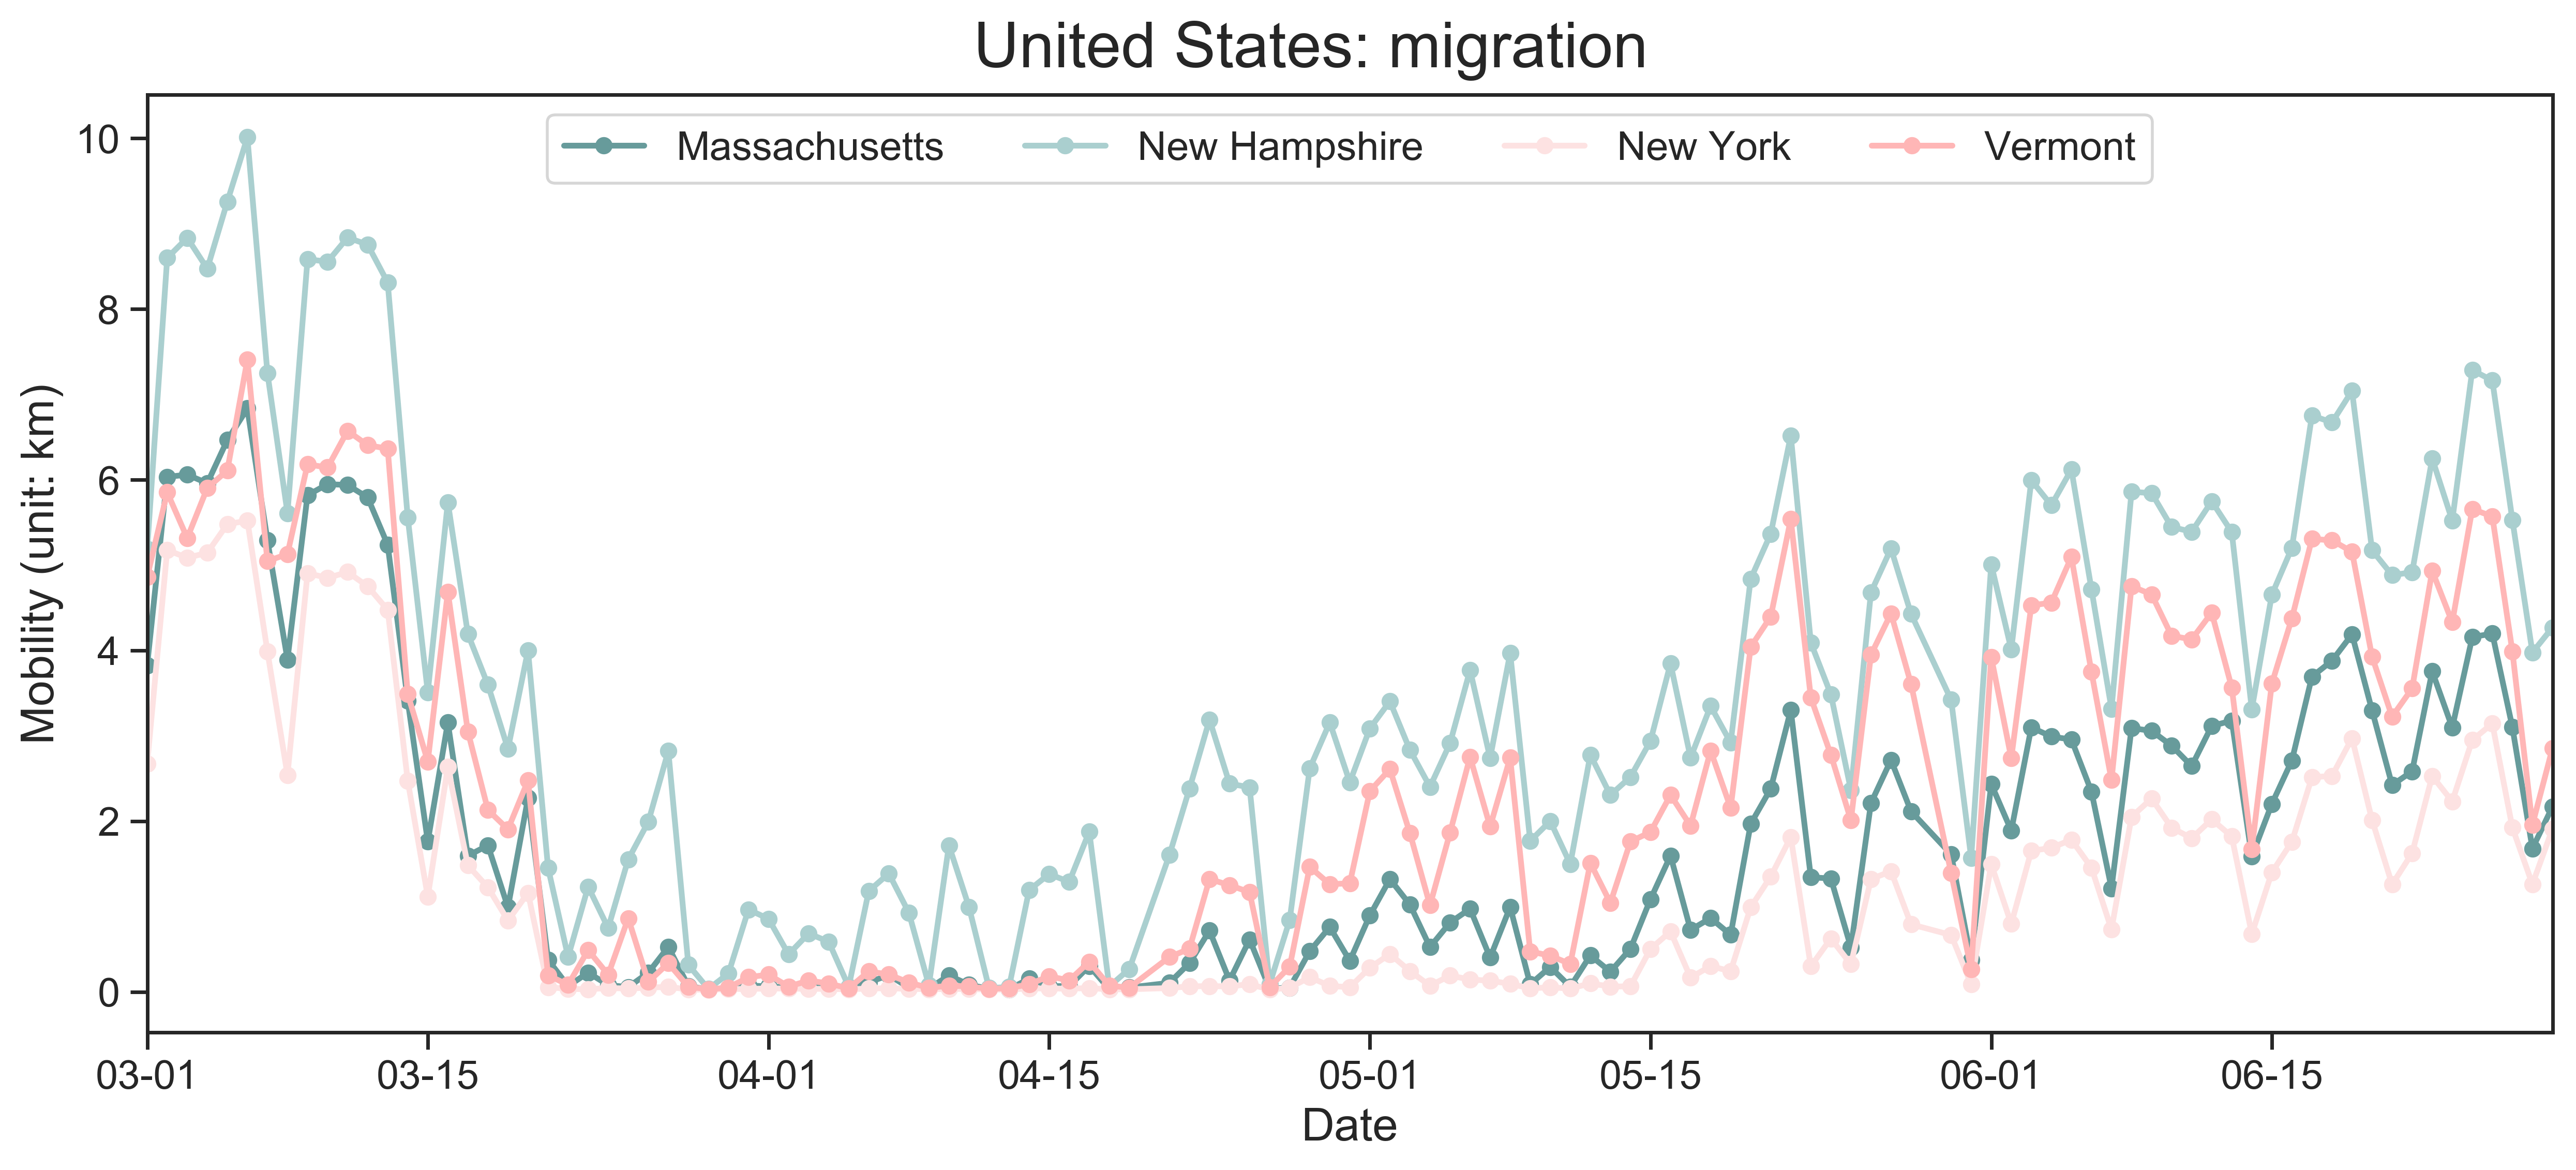 United States: migration
Massachusetts New Hampshire New York Vermont
Mobility (unit: km)
10
8
6
4
2
0
03-01 03-15 04-01 04-15 05-01 05-15 06-01 06-15
Date